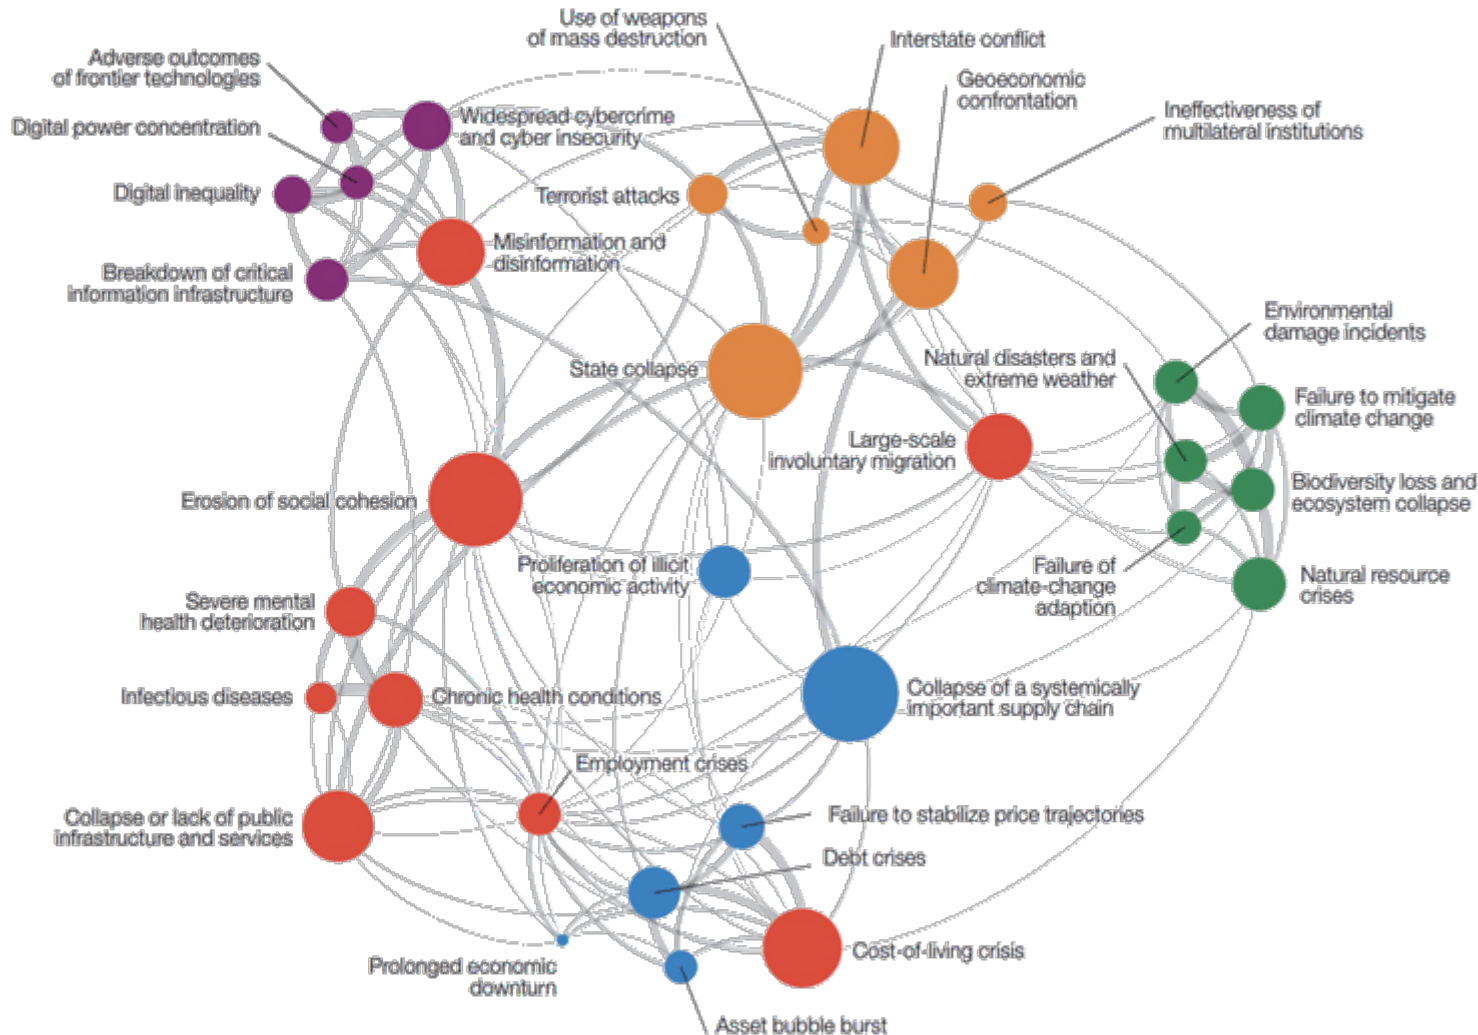 Use of weapons
of mass destruction
Interstate conflict
Adverse outcomes
of frontier technologies
Geoeconomic
confrontation
Ineffectiveness of
multilateral institutions
Digital power concentration
Widespread cybercrime
and cyber insecurity
Digital inequality
Terrorist attacks
Misinformation and
disinformation
Breakdown of critical
information infrastructure
Environmental
damage incidents
Natural disasters and
extreme weather
State collapse
Failure to mitigate
climate change
Large-scale
involuntary migration
Erosion of social cohesion
Biodiversity loss and
ecosystem collapse
Proliferation of illicit
economic activity
Failure of
climate-change
adaption
Natural resource
crises
Severe mental
health deterioration
Infectious diseases
Chronic health conditions
Collapse of a systemically
important supply chain
Employment crises
Collapse or lack of public
infrastructure and services
Failure to stabilize price trajectories
Debt crises
Cost-of-living crisis
Prolonged economic
downturn
Asset bubble burst